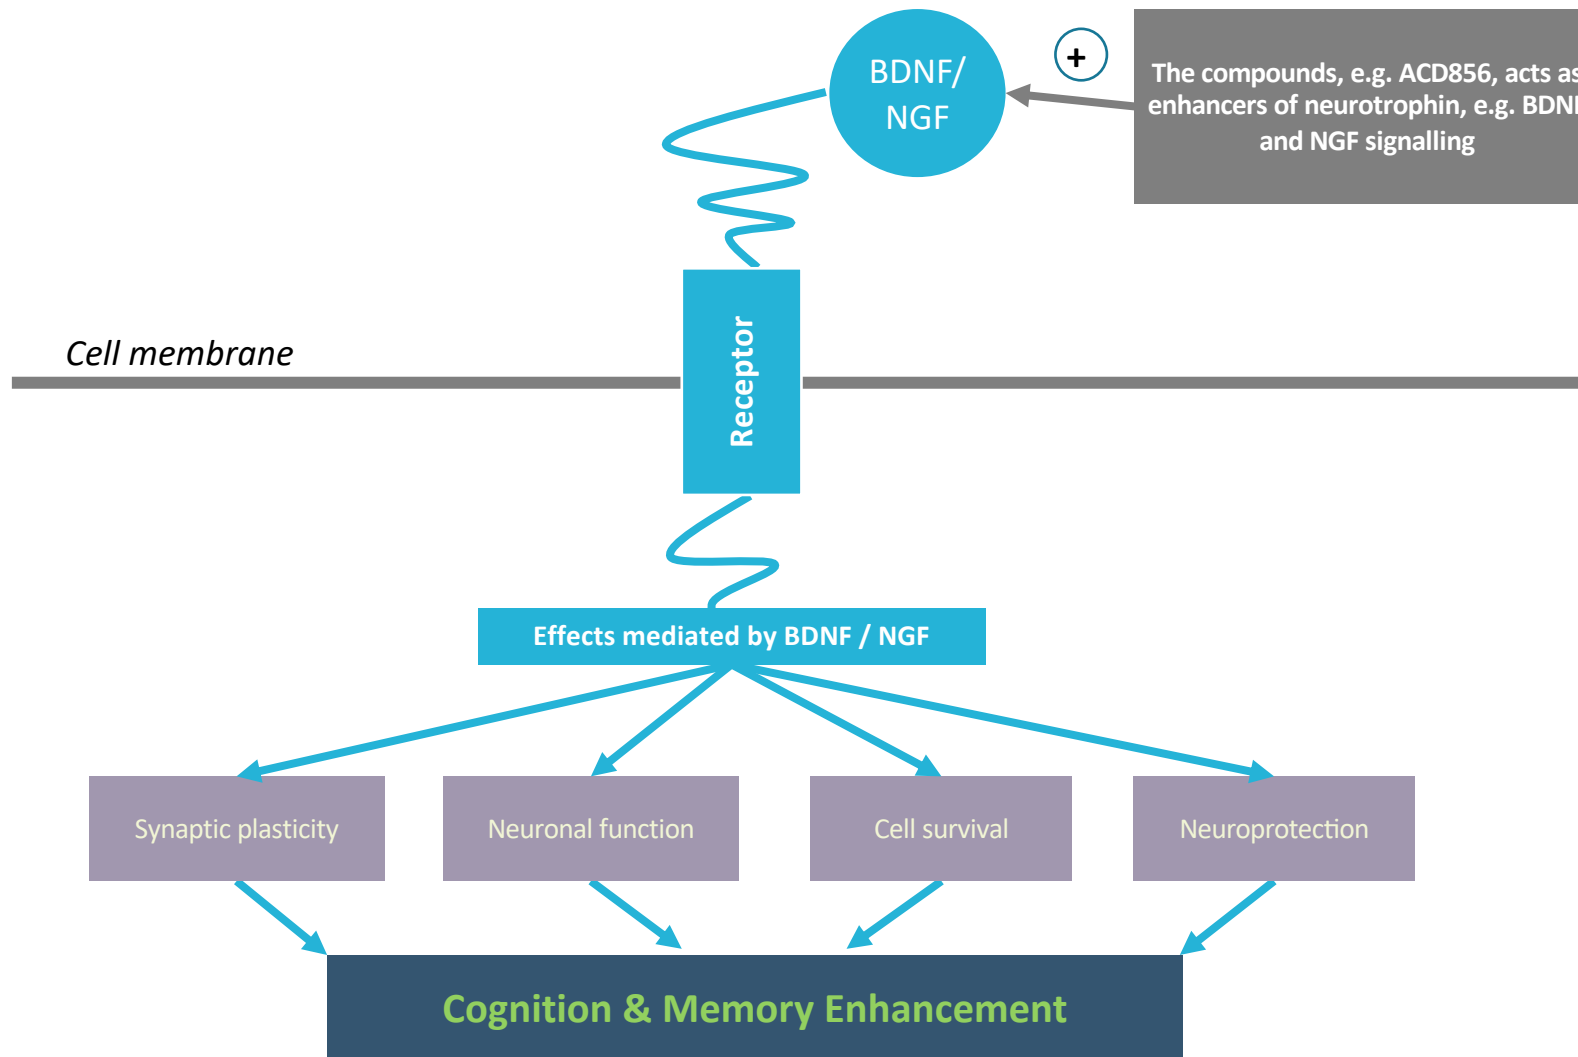 BDNF/
NGF
+
The compounds, e.g. ACD856, acts as
enhancers of neurotrophin, e.g. BDNF
and NGF signalling
Cell membrane
Receptor
Effects mediated by BDNF / NGF
Synaptic plasticity
Neuronal function
Cell survival
Neuroprotection
Cognition & Memory Enhancement